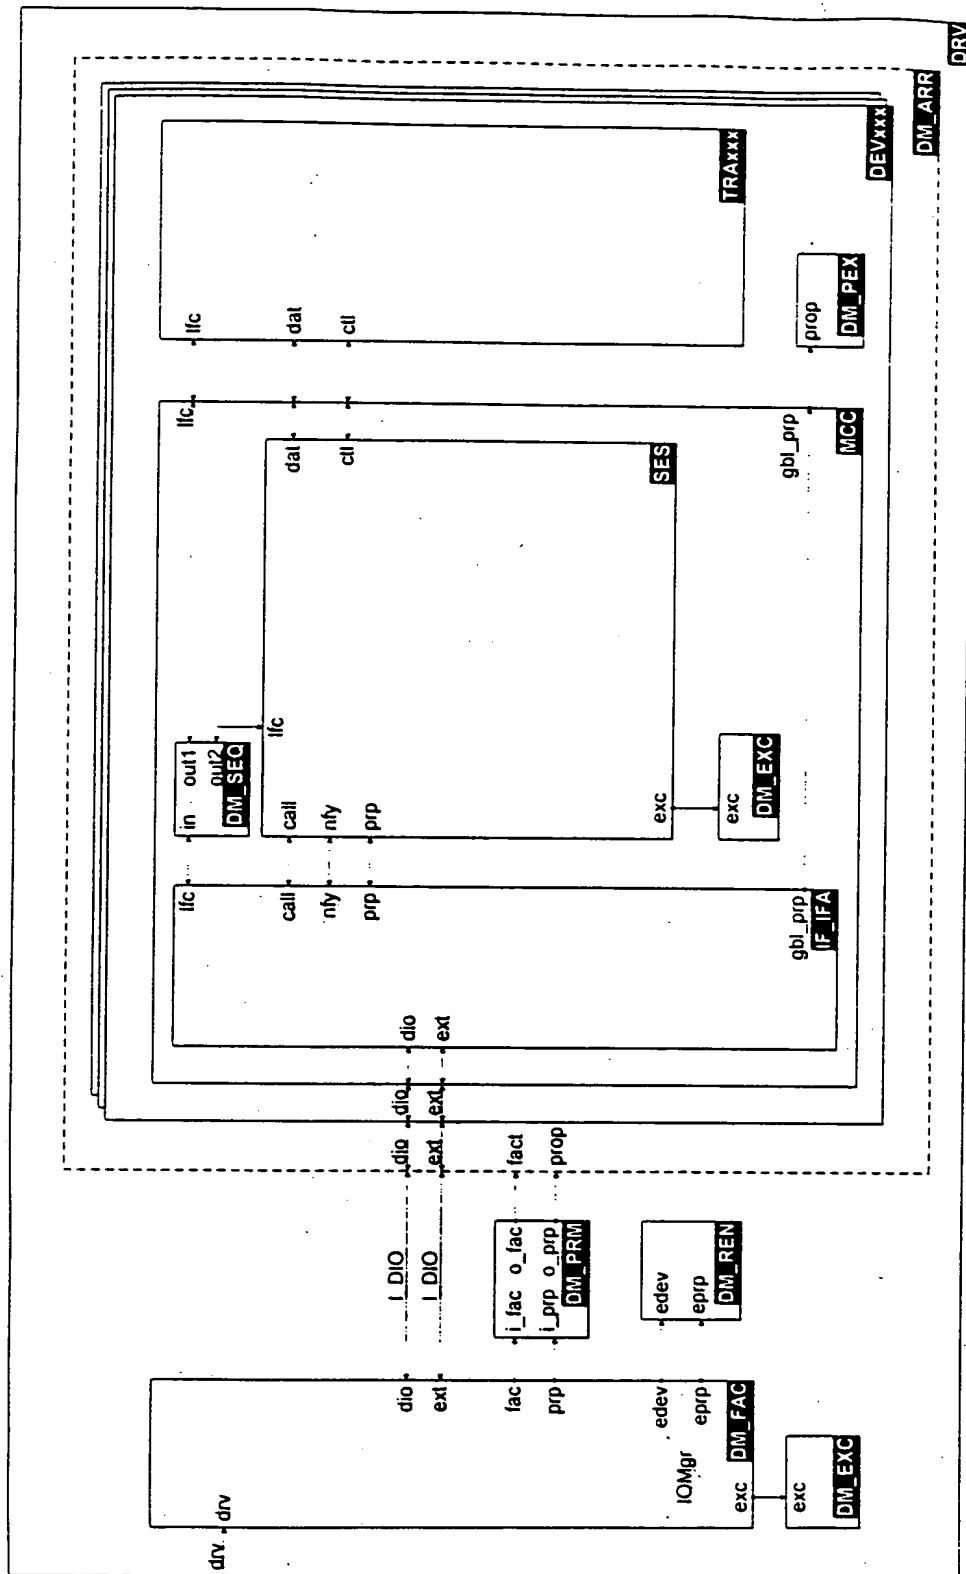 DRV
DM_ARR
DEVxxx
TRAxxx
lfc
dat
ctl
prop
DM_PEX
lfc
gbl_prp
MCC
dat
ctl
SES
lfc
out1
out2
in
DM_SEQ
call
nfy
prp
exc
exc
DM_EXC
lfc
call
nfy
prp
gbl_prp
IF_IFA
dio
ext
dio
ext
dio
ext
fact
prop
I_DIO
I_DIO
i_fac o_fac
i_prp o_prp
DM_PRM
edev
eprp
DM_REN
dio
ext
fac
prp
edev
eprp
DM_FAC
IOMgr
exc
drv
drv
exc
DM_EXC